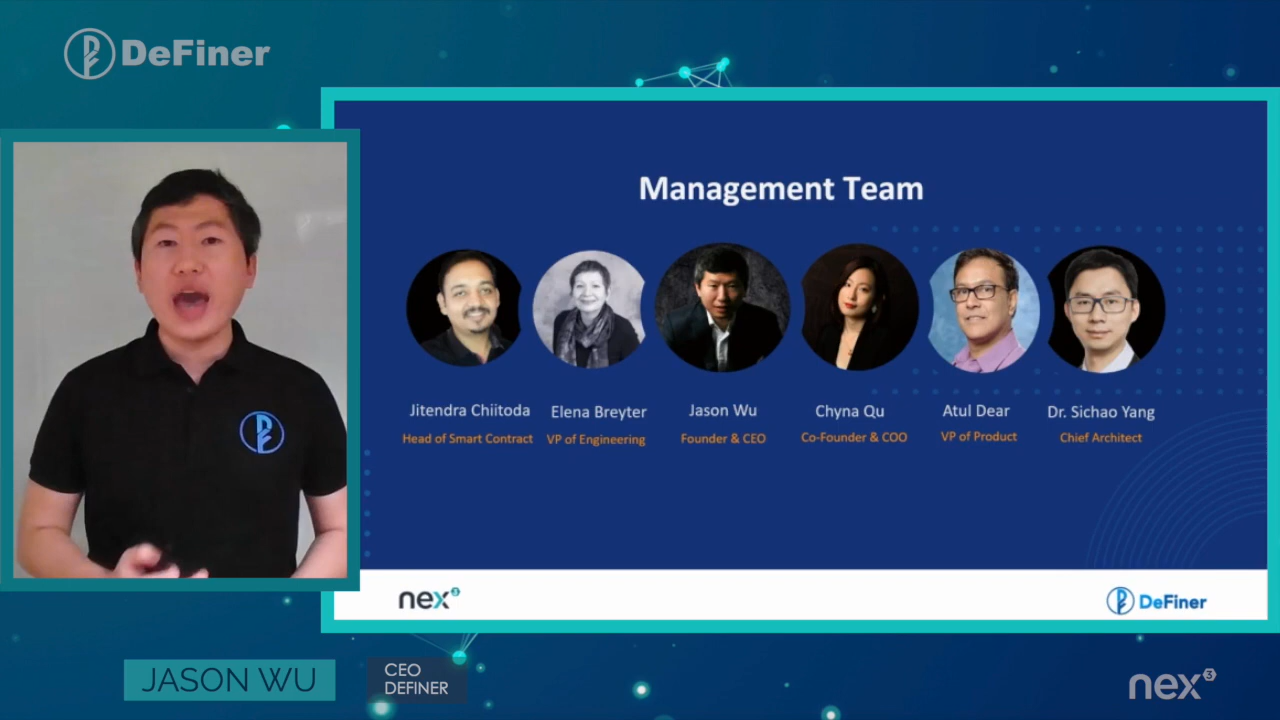 DeFiner
Management Team
Jitendra Chiitoda
Elena Breyter
Jason Wu
Chyna Qu
Atul Dear
Dr. Sichao Yang
Head of Smart Contract
VP of Engineering
Founder & CEO
Co-Founder & COO
VP of Product
Chief Architect
nex3
DeFiner
JASON WU
CEO
DEFINER
nex3